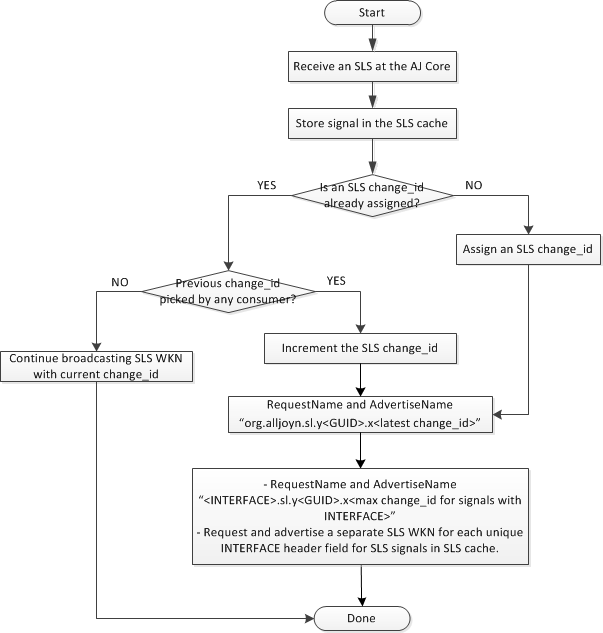 Start
Receive an SLS at the AJ Core
Store signal in the SLS cache
Is an SLS change_id
already assigned?
YES
NO
Assign an SLS change_id
Previous change_id
picked by any consumer?
NO
YES
Continue broadcasting SLS WKN
with current change_id
Increment the SLS change_id
RequestName and AdvertiseName
“org.alljoyn.sl.y<GUID>.x<latest change_id>”
- RequestName and AdvertiseName
“<INTERFACE>.sl.y<GUID>.x<max change_id for signals with
INTERFACE>”
- Request and advertise a separate SLS WKN for each unique
INTERFACE header field for SLS signals in SLS cache.
Done